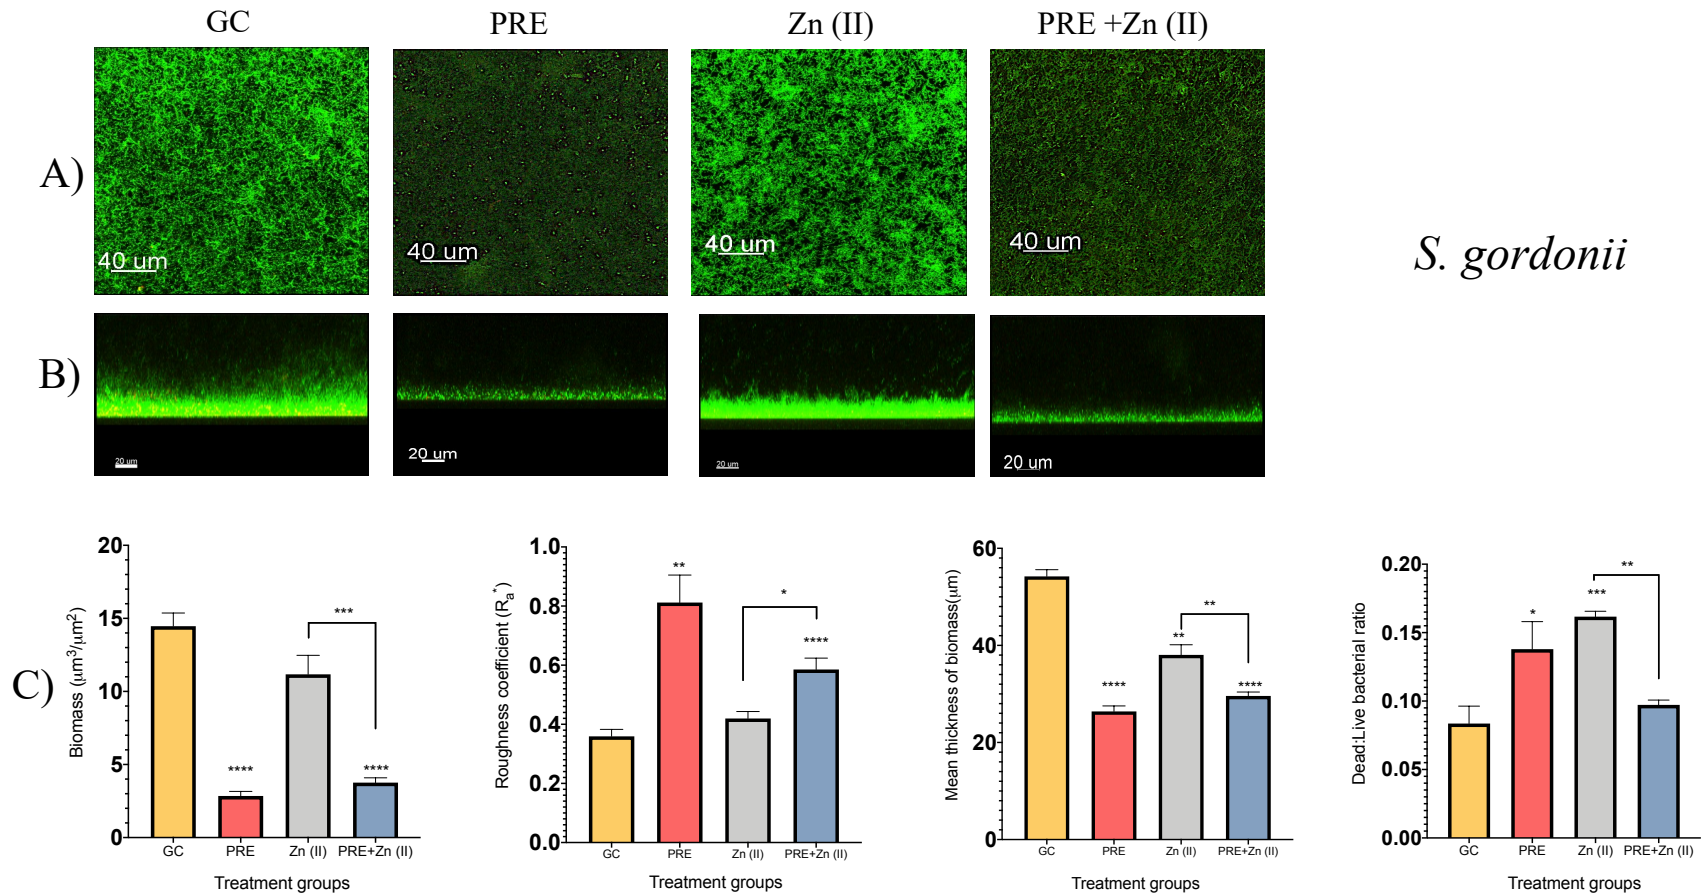 GC PRE Zn (II) PRE +Zn (II)
A)
40 um 40 um 40 um 40 um
S. gordonii
B)
20 um 20 um 20 um 20 um
C)
Biomass (µm³/µm²)
20
15
10
5
0
****
***
****
GC PRE Zn (II) PRE+Zn (II)
Treatment groups
Roughness coefficient (Rₐ*)
1.0
0.8
0.6
0.4
0.2
0.0
**
*
****
GC PRE Zn (II) PRE+Zn (II)
Treatment groups
Mean thickness of biomass(µm)
60
40
20
0
****
**
**
****
GC PRE Zn (II) PRE+Zn (II)
Treatment groups
Dead:Live bacterial ratio
0.20
0.15
0.10
0.05
0.00
*
***
**
GC PRE Zn (II) PRE+Zn (II)
Treatment groups